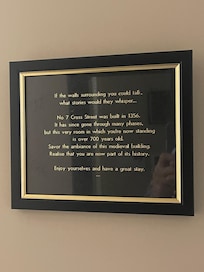 If the walls surrounding you could talk..
what stories would they whisper...
No 7 Cross Street was built in 1356.
It has since gone through many phases,
but this very room in which you're now standing
is over 700 years old.
Savor the ambiance of this medieval building.
Realise that you are now part of its history.
Enjoy yourselves and have a great stay.